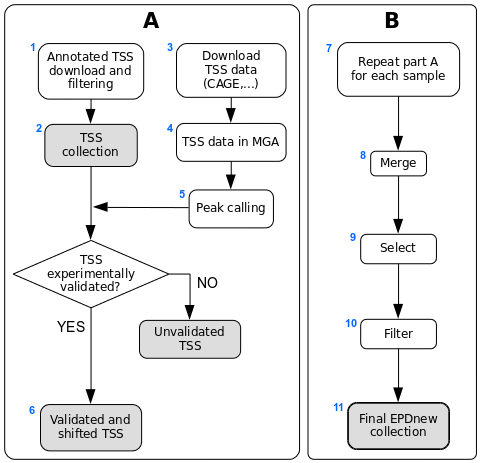 A
1
Annotated TSS
download and
filtering
3
Download
TSS data
(CAGE,...)
2
TSS
collection
4
TSS data in MGA
5
Peak calling
TSS
experimentally
validated?
NO
YES
Unvalidated
TSS
6
Validated and
shifted TSS
B
7
Repeat part A
for each sample
8
Merge
9
Select
10
Filter
11
Final EPDnew
collection